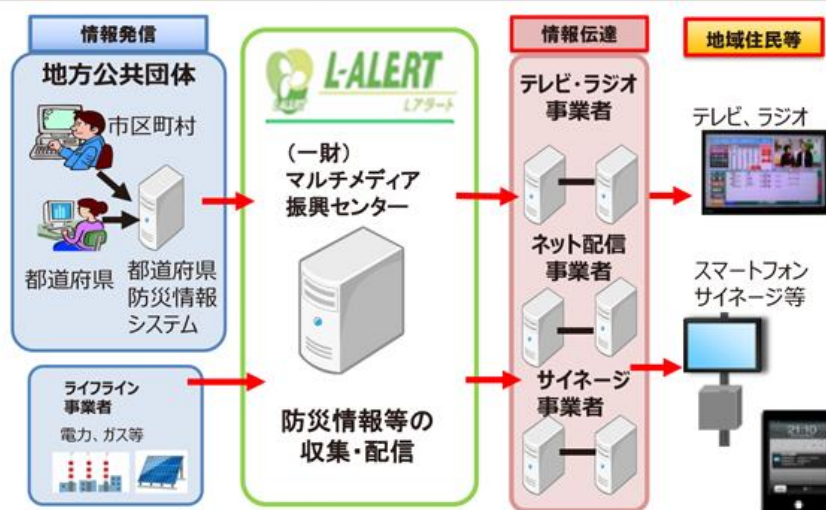 情報発信
地方公共団体
市区町村
都道府県
都道府県
防災情報
システム
ライフライン
事業者
電力、ガス等
L-ALERT
Lアラート
L-ALERT
(一財)
マルチメディア
振興センター
防災情報等の
収集・配信
情報伝達
テレビ・ラジオ
事業者
ネット配信
事業者
サイネージ
事業者
地域住民等
テレビ、ラジオ
スマートフォン
サイネージ等
21:10